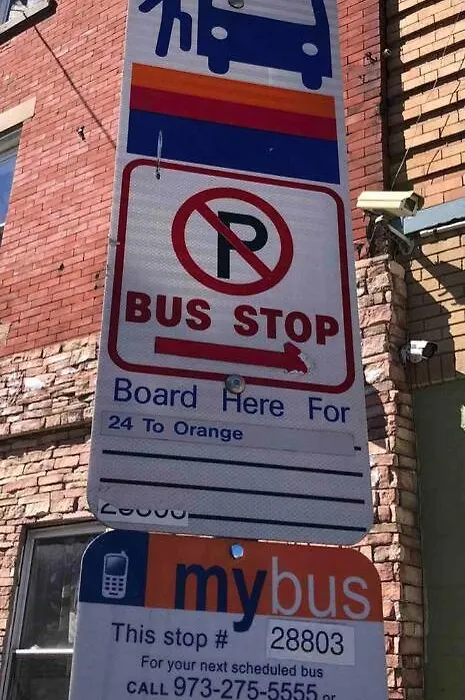 P
BUS STOP
Board Here For
24 To Orange
mybus
This stop # 28803
For your next scheduled bus
CALL 973-275-5555 or